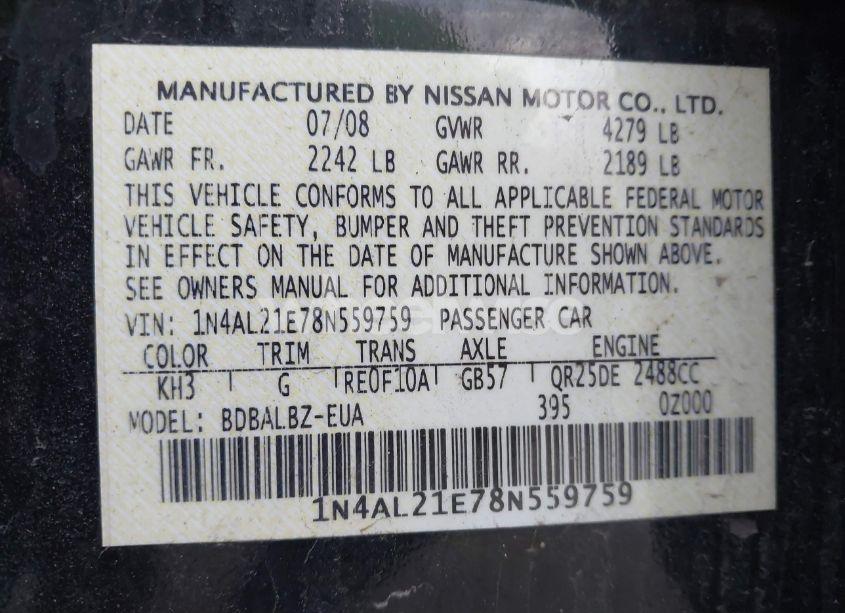 MANUFACTURED BY NISSAN MOTOR CO., LTD.
DATE 07/08 GVWR 4279 LB
GAWR FR. 2242 LB GAWR RR. 2189 LB
THIS VEHICLE CONFORMS TO ALL APPLICABLE FEDERAL MOTOR
VEHICLE SAFETY, BUMPER AND THEFT PREVENTION STANDARDS
IN EFFECT ON THE DATE OF MANUFACTURE SHOWN ABOVE.
SEE OWNERS MANUAL FOR ADDITIONAL INFORMATION.
VIN: 1N4AL21E78N559759 PASSENGER CAR
COLOR TRIM TRANS AXLE ENGINE
KH3 G RE0F10A GB57 QR25DE 2488CC
MODEL: BDBALBZ-EUA 395 0Z000
1N4AL21E78N559759